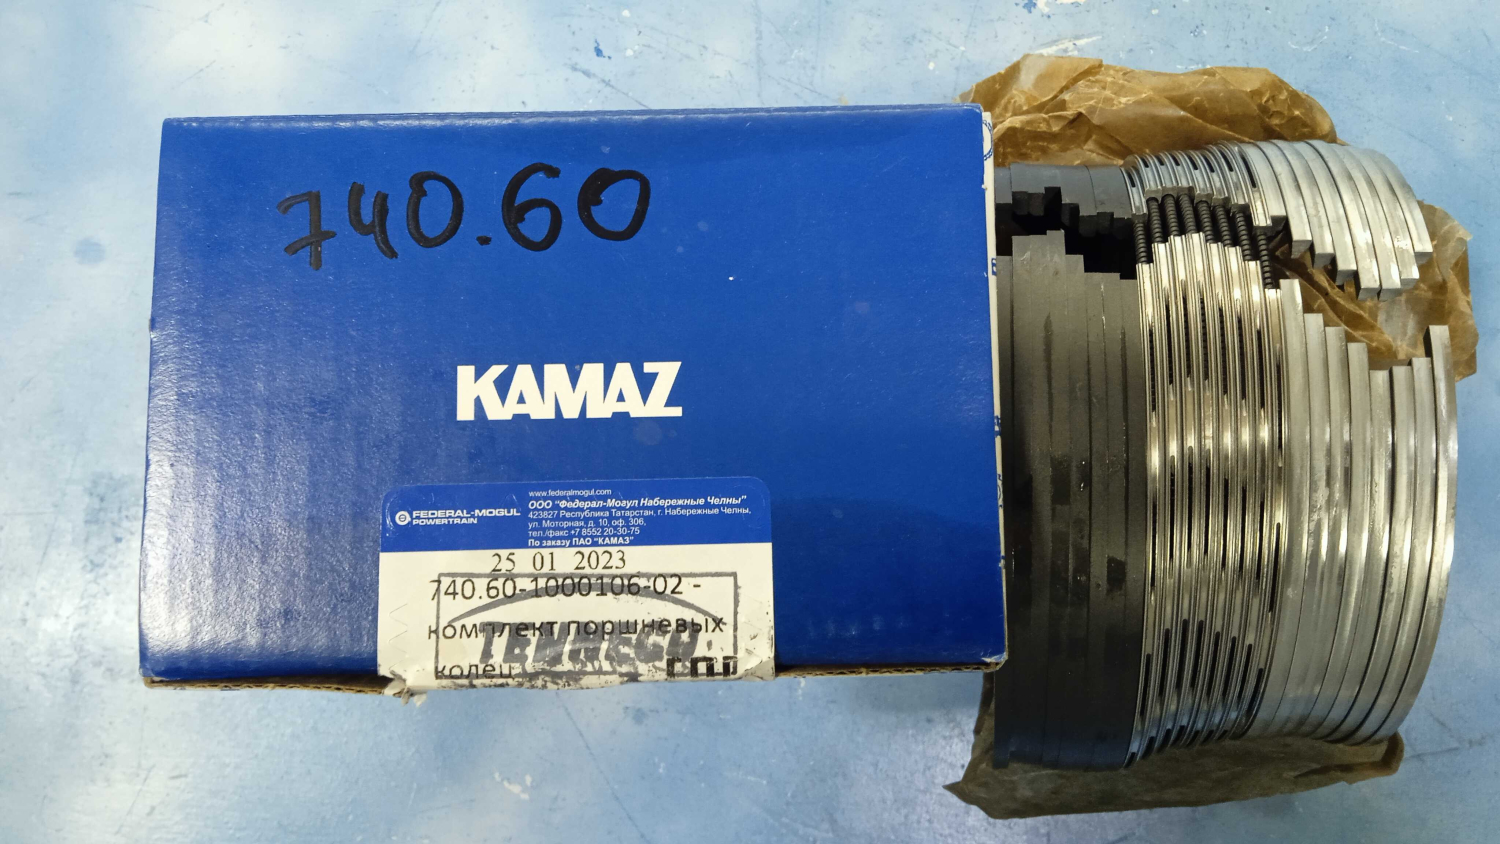 740.60
KAMAZ
www.federalmogul.com
FEDERAL-MOGUL
POWERTRAIN
ООО "Федерал-Могул Набережные Челны"
423827 Республика Татарстан, г. Набережные Челны,
ул. Моторная, д. 10, оф. 306,
тел./факс +7 8552 20-30-75
По заказу ПАО "КАМАЗ"
25 01 2023
740.60-1000106-02 -
комплект поршневых
колец
TENNECO